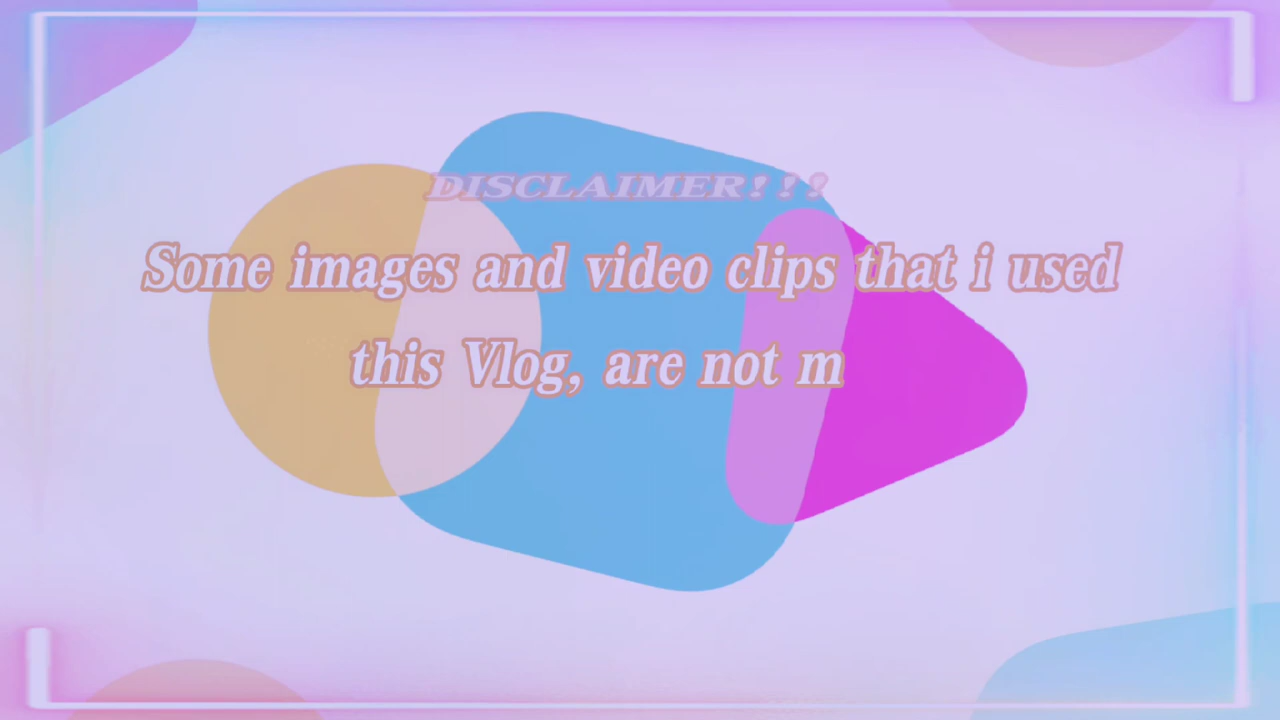 DISCLAIMER!!!
Some images and video clips that i used
this Vlog, are not m